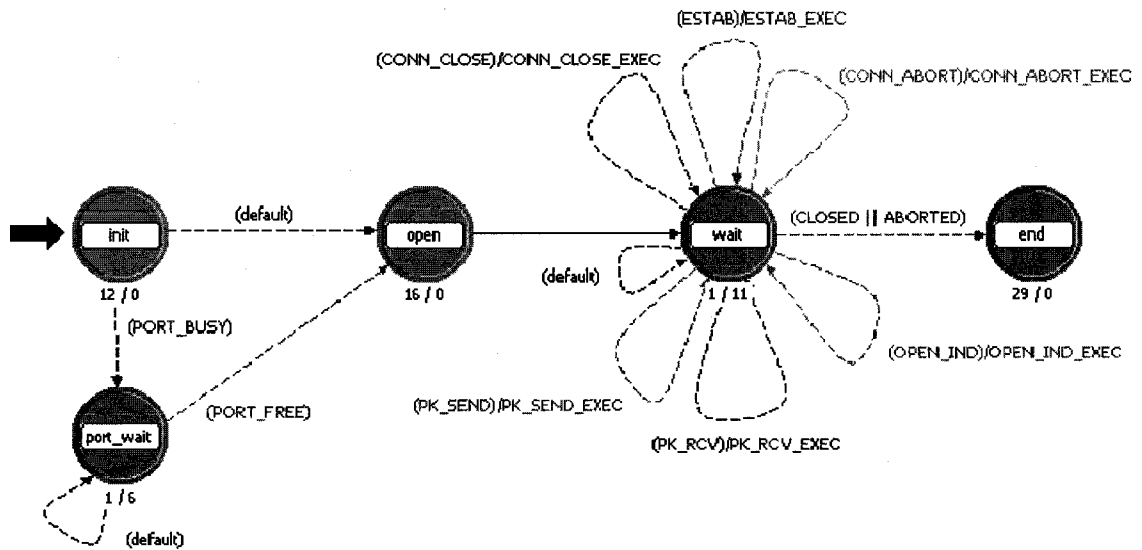 (ESTAB)/ESTAB_EXEC
(CONN_CLOSE)/CONN_CLOSE_EXEC
(CONN_ABORT)/CONN_ABORT_EXEC
(default)
(CLOSED || ABORTED)
init
open
wait
end
(default)
12 / 0
16 / 0
1 / 11
29 / 0
(PORT_BUSY)
(OPEN_IND)/OPEN_IND_EXEC
(PK_SEND)/PK_SEND_EXEC
(PORT_FREE)
port_wait
(PK_RCV)/PK_RCV_EXEC
1 / 6
(default)